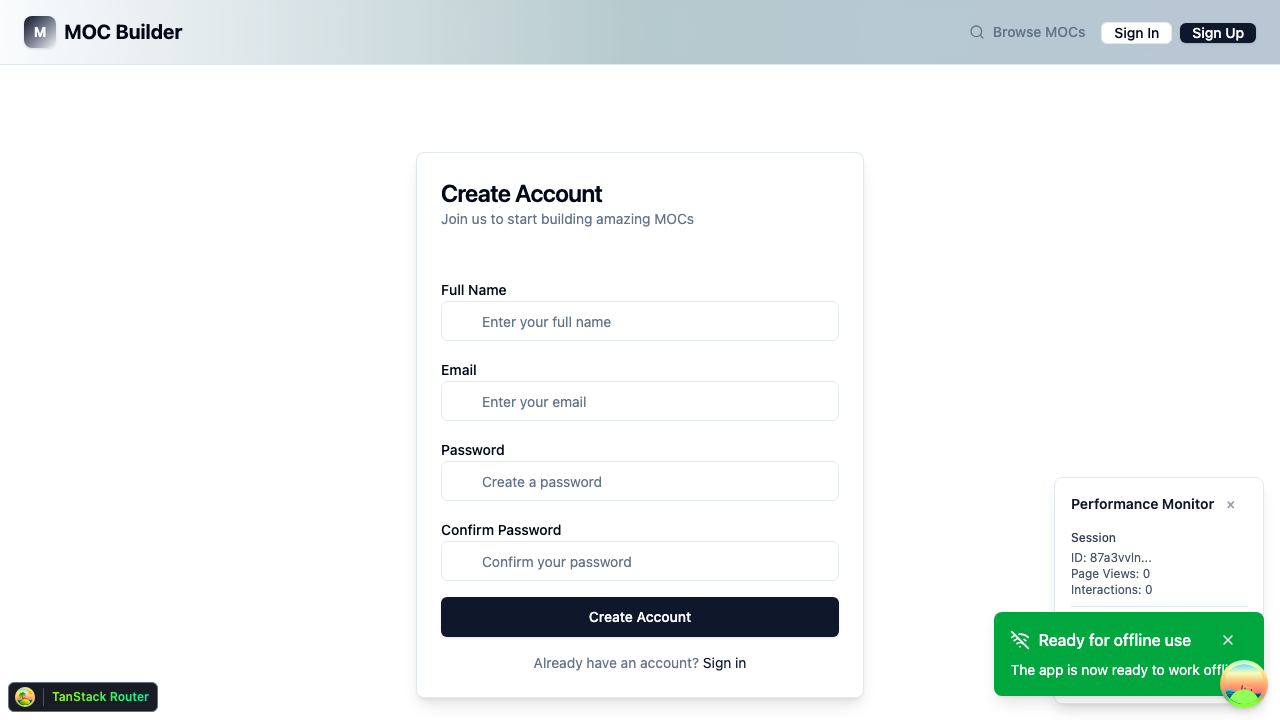 M MOC Builder
Browse MOCs
Sign In
Sign Up
Create Account
Join us to start building amazing MOCs
Full Name
Enter your full name
Email
Enter your email
Password
Create a password
Confirm Password
Confirm your password
Create Account
Already have an account? Sign in
Performance Monitor ×
Session
ID: 87a3vvln...
Page Views: 0
Interactions: 0
Ready for offline use
The app is now ready to work
TanStack Router